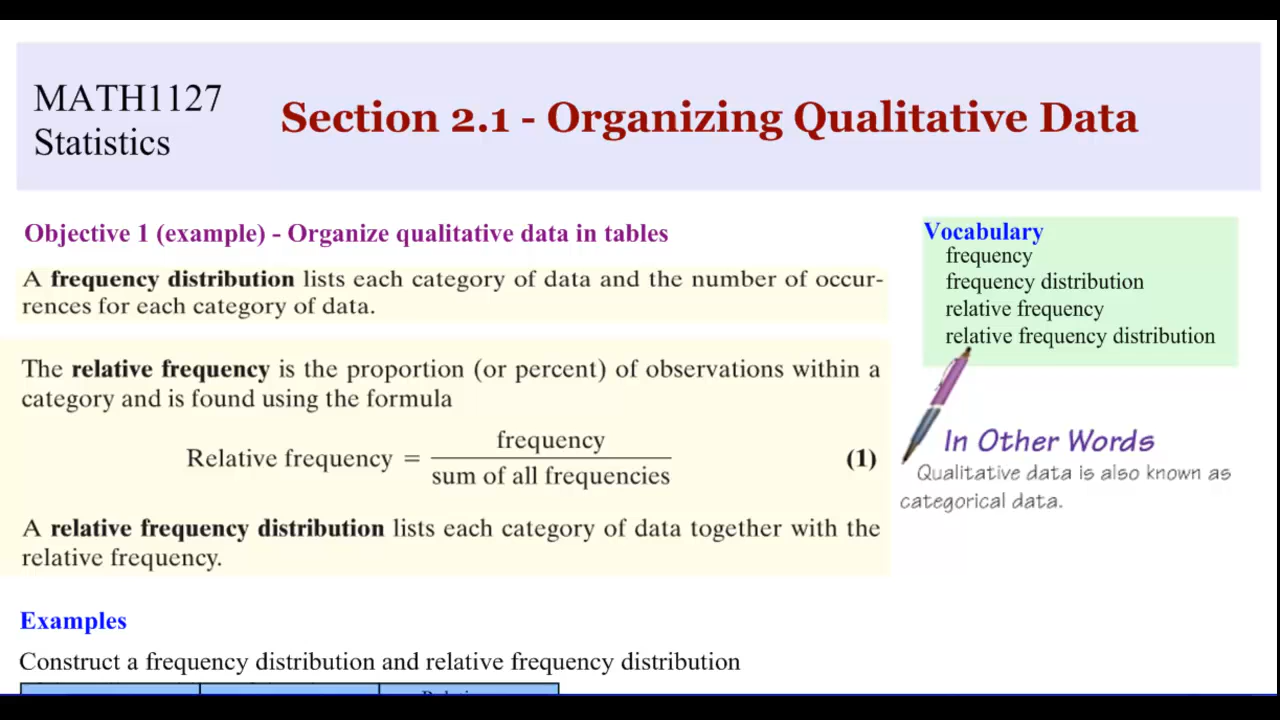 MATH1127
Statistics
Section 2.1 - Organizing Qualitative Data
Objective 1 (example) - Organize qualitative data in tables
A frequency distribution lists each category of data and the number of occur-
rences for each category of data.
The relative frequency is the proportion (or percent) of observations within a
category and is found using the formula
Relative frequency = frequency / sum of all frequencies (1)
A relative frequency distribution lists each category of data together with the
relative frequency.
Vocabulary
frequency
frequency distribution
relative frequency
relative frequency distribution
In Other Words
Qualitative data is also known as
categorical data.
Examples
Construct a frequency distribution and relative frequency distribution